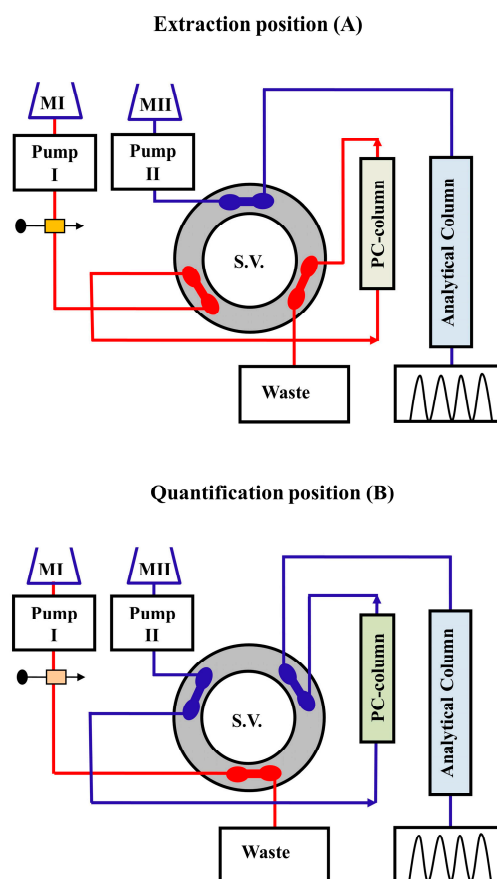 Extraction position (A)
MI
MII
Pump
I
Pump
II
S.V.
PC-column
Analytical Column
Waste
Quantification position (B)
MI
MII
Pump
I
Pump
II
S.V.
PC-column
Analytical Column
Waste